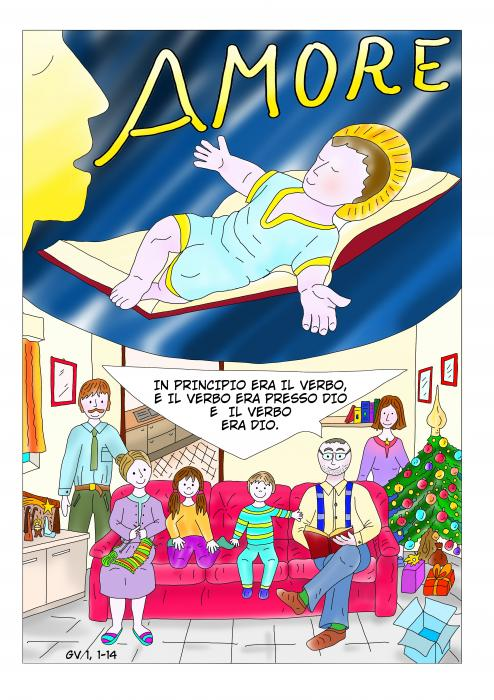 AMORE
IN PRINCIPIO ERA IL VERBO,
E IL VERBO ERA PRESSO DIO
E IL VERBO
ERA DIO.
GV/1, 1-14